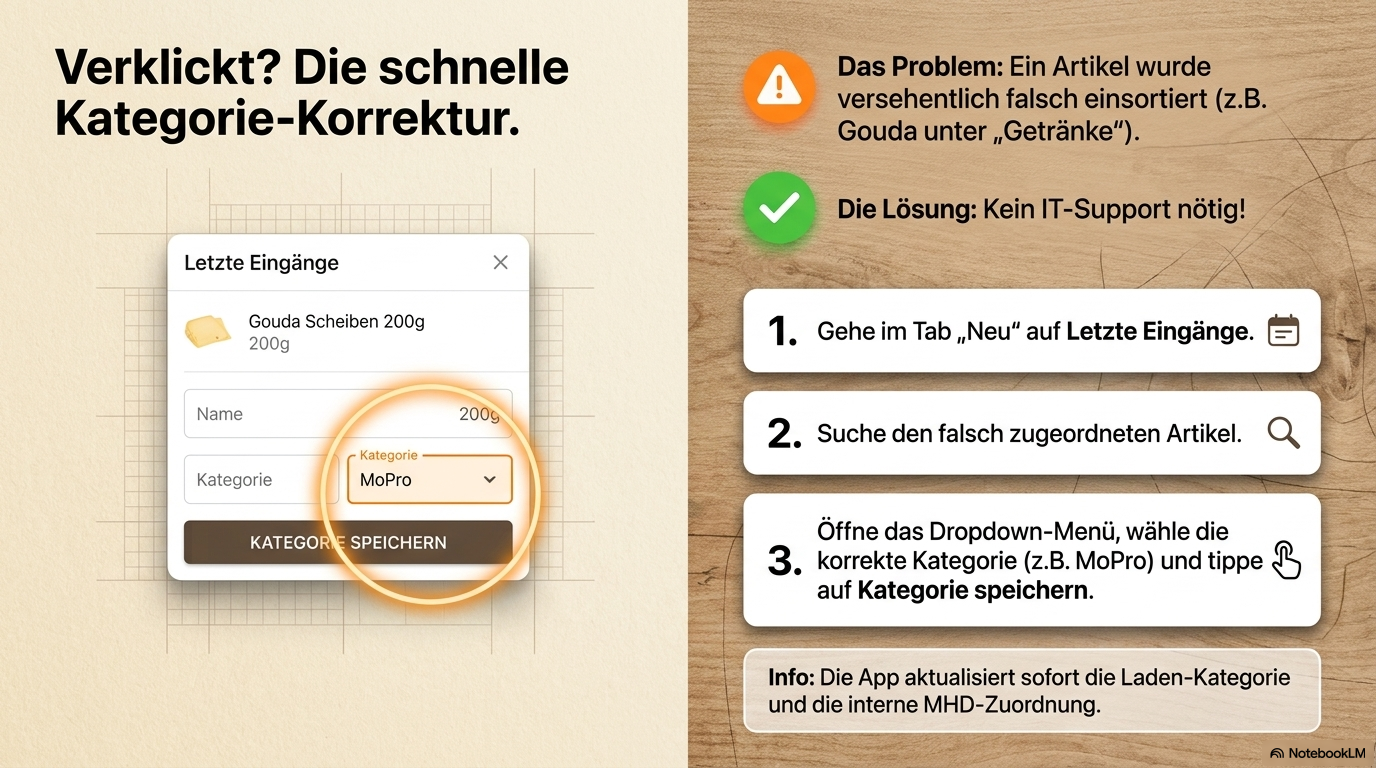 Verklickt? Die schnelle
Kategorie-Korrektur.
Letzte Eingänge
Gouda Scheiben 200g
200g
Name
200g
Kategorie
Kategorie
MoPro
KATEGORIE SPEICHERN
Das Problem: Ein Artikel wurde
versehentlich falsch einsortiert (z.B.
Gouda unter „Getränke“).
Die Lösung: Kein IT-Support nötig!
1. Gehe im Tab „Neu“ auf Letzte Eingänge.
2. Suche den falsch zugeordneten Artikel.
3. Öffne das Dropdown-Menü, wähle die
korrekte Kategorie (z.B. MoPro) und tippe
auf Kategorie speichern.
Info: Die App aktualisiert sofort die Laden-Kategorie
und die interne MHD-Zuordnung.
NotebookLM